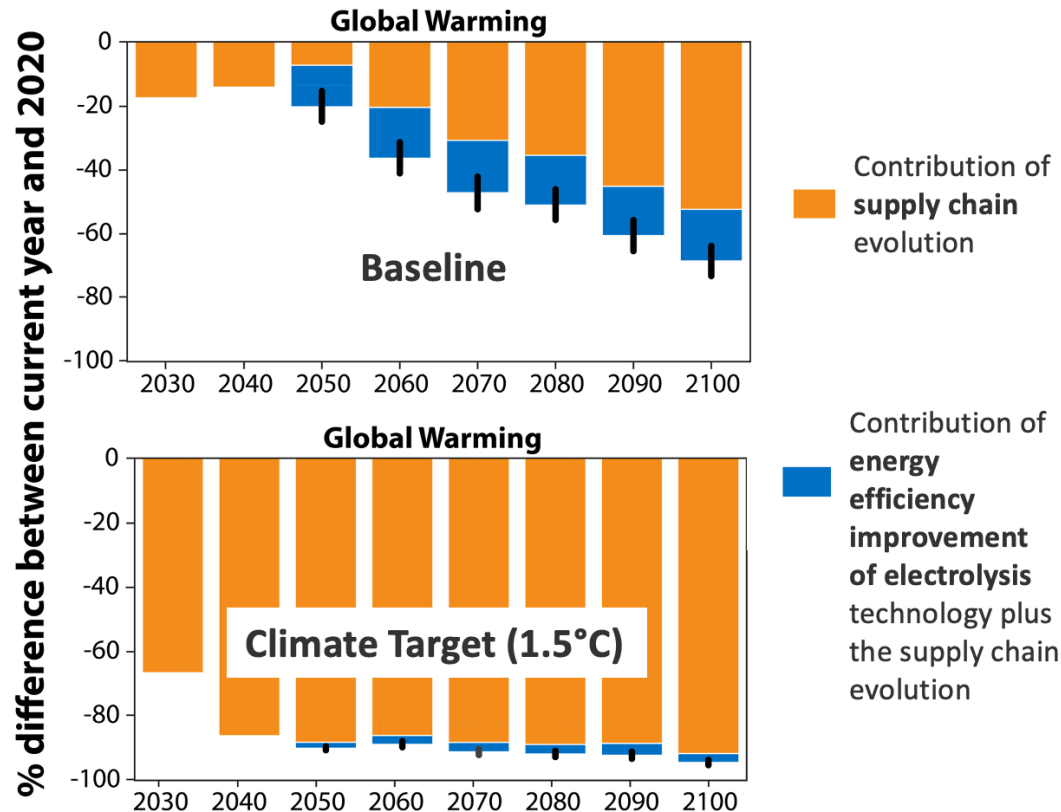 % difference between current year and 2020
Global Warming
0
-20
-40
-60
-80
-100
Baseline
2030 2040 2050 2060 2070 2080 2090 2100
Global Warming
0
-20
-40
-60
-80
-100
Climate Target (1.5°C)
2030 2040 2050 2060 2070 2080 2090 2100
Contribution of
supply chain
evolution
Contribution of
energy
efficiency
improvement
of electrolysis
technology plus
the supply chain
evolution